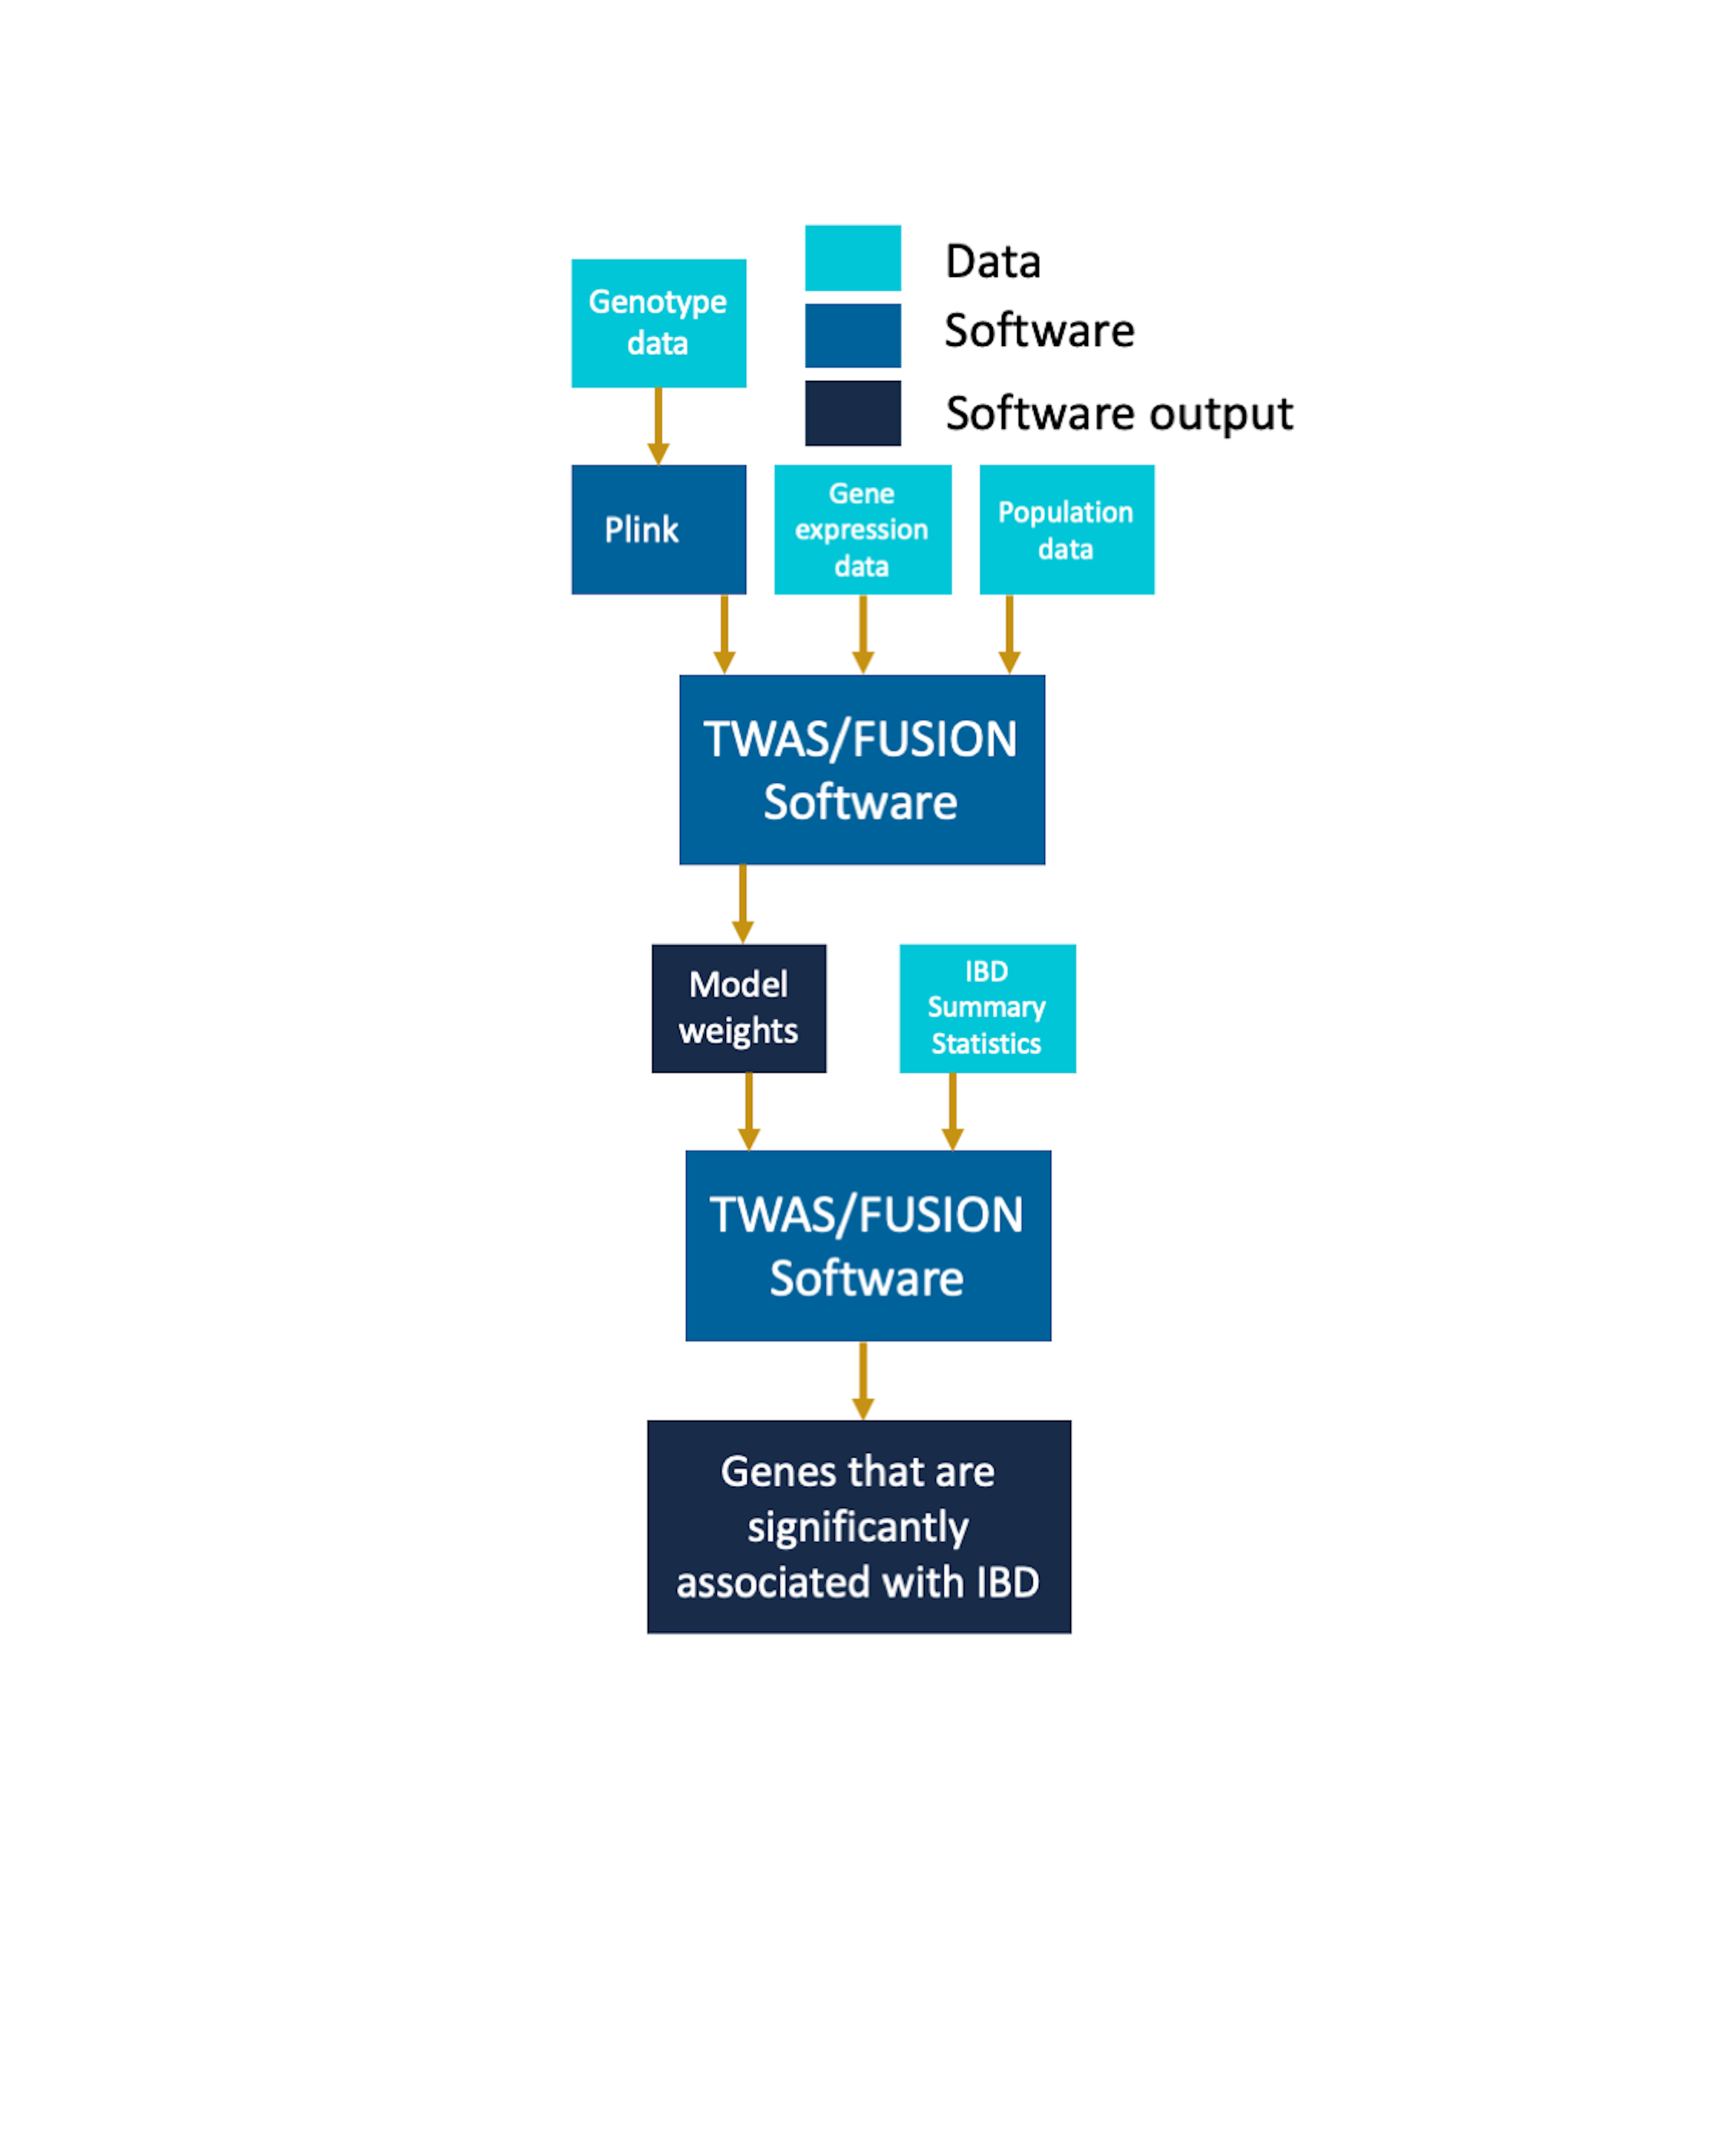 Genotype
data
Data
Software
Software output
Plink
Gene
expression
data
Population
data
TWAS/FUSION
Software
Model
weights
IBD
Summary
Statistics
TWAS/FUSION
Software
Genes that are
significantly
associated with IBD